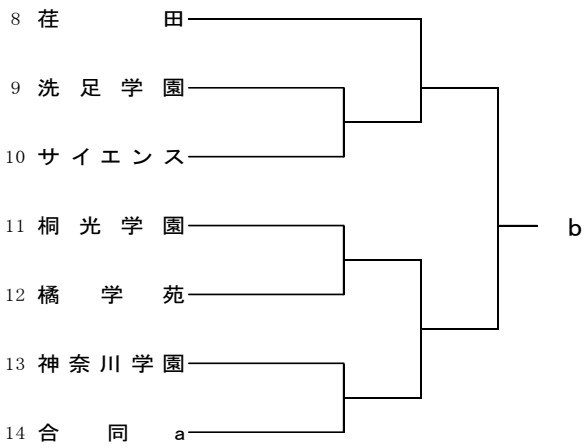 8 荏田
9 洗足学園
10 サイエンス
11 桐光学園
b
12 橘学苑
13 神奈川学園
14 合同a